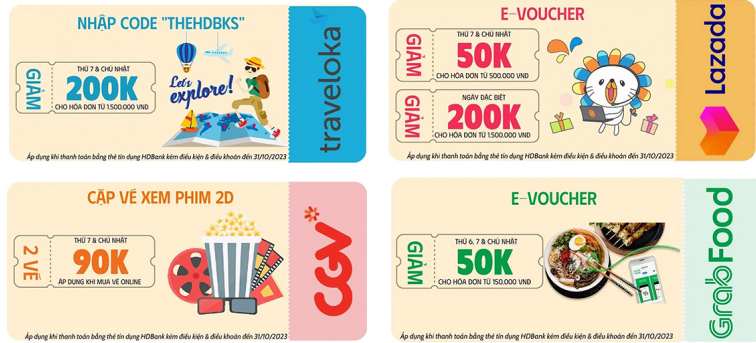 NHẬP CODE "THEHDBKS"
GIẢM
THỨ 7 & CHỦ NHẬT
200K
CHO HÓA ĐƠN TỪ 1.500.000 VND
Let's
explore!
Áp dụng khi thanh toán bằng thẻ tín dụng HDBank kèm điều kiện & điều khoản đến 31/10/2023
traveloka
E-VOUCHER
GIẢM
THỨ 7 & CHỦ NHẬT
50K
CHO HÓA ĐƠN TỪ 500.000 VND
GIẢM
NGÀY ĐẶC BIỆT
200K
CHO HÓA ĐƠN TỪ 1.500.000 VND
Áp dụng khi thanh toán bằng thẻ tín dụng HDBank kèm điều kiện & điều khoản đến 31/10/2023
Lazada
CẶP VÉ XEM PHIM 2D
2 VÉ
THỨ 7 & CHỦ NHẬT
90K
ÁP DỤNG KHI MUA VÉ ONLINE
Áp dụng khi thanh toán bằng thẻ tín dụng HDBank kèm điều kiện & điều khoản đến 31/10/2023
CGV
E-VOUCHER
GIẢM
THỨ 6, 7 & CHỦ NHẬT
50K
CHO HÓA ĐƠN TỪ 150.000 VND
Áp dụng khi thanh toán bằng thẻ tín dụng HDBank kèm điều kiện & điều khoản đến 31/10/2023
GrabFood